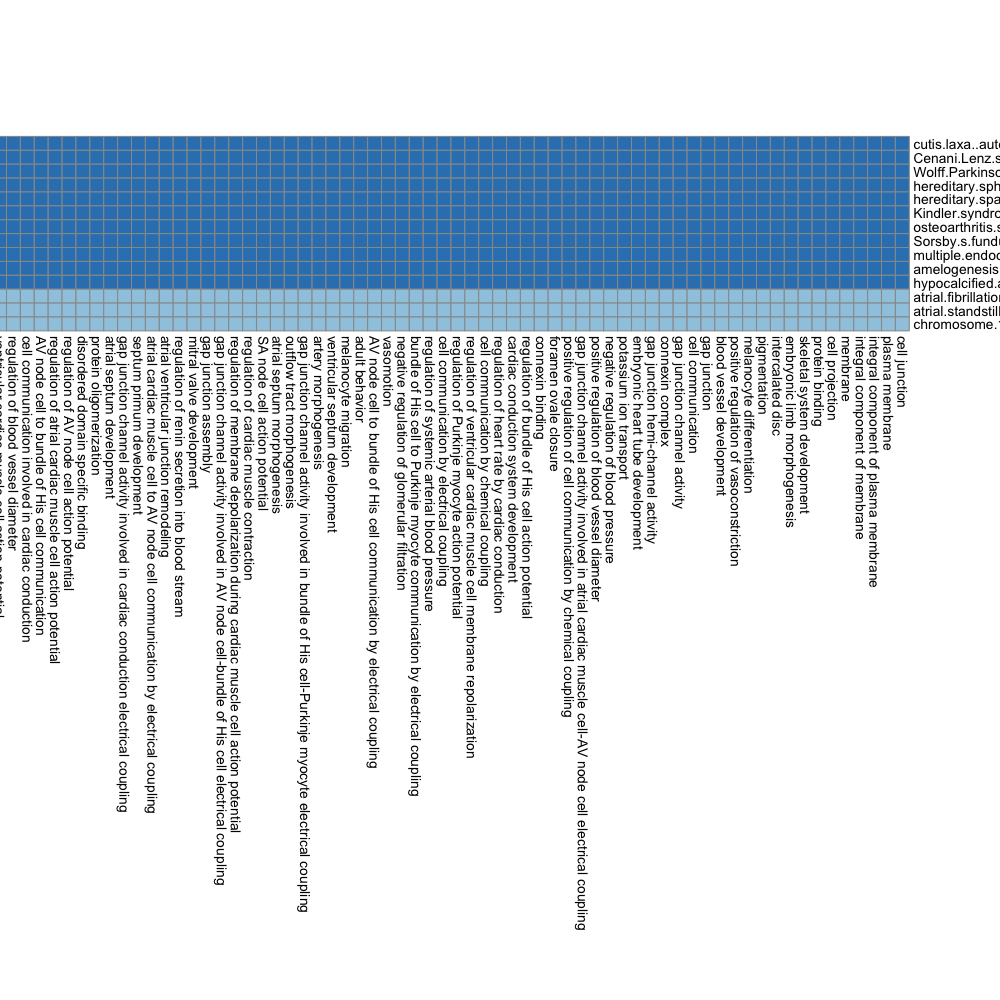 cutis.laxa..auto
Cenani.Lenz.s
Wolff.Parkinso
hereditary.sph
hereditary.spa
Kindler.syndro
osteoarthritis.s
Sorsby.s.fundu
multiple.endoc
amelogenesis
hypocalcified.a
atrial.fibrillation
atrial.standstill
chromosome.1
ventricular cardiac muscle cell action potential
regulation of blood vessel diameter
cell communication involved in cardiac conduction
AV node cell to bundle of His cell communication
regulation of atrial cardiac muscle cell action potential
regulation of AV node cell action potential
disordered domain specific binding
protein oligomerization
atrial septum development
gap junction channel activity involved in cardiac conduction electrical coupling
septum primum development
atrial cardiac muscle cell to AV node cell communication by electrical coupling
atrial ventricular junction remodeling
regulation of renin secretion into blood stream
mitral valve development
gap junction assembly
gap junction channel activity involved in AV node cell-bundle of His cell electrical coupling
regulation of membrane depolarization during cardiac muscle cell action potential
regulation of cardiac muscle contraction
SA node cell action potential
atrial septum morphogenesis
outflow tract morphogenesis
gap junction channel activity involved in bundle of His cell-Purkinje myocyte electrical coupling
artery morphogenesis
ventricular septum development
melanocyte migration
adult behavior
AV node cell to bundle of His cell communication by electrical coupling
vasomotion
negative regulation of glomerular filtration
bundle of His cell to Purkinje myocyte communication by electrical coupling
regulation of systemic arterial blood pressure
cell communication by electrical coupling
regulation of Purkinje myocyte action potential
regulation of ventricular cardiac muscle cell membrane repolarization
cell communication by chemical coupling
regulation of heart rate by cardiac conduction
cardiac conduction system development
regulation of bundle of His cell action potential
connexin binding
foramen ovale closure
positive regulation of cell communication by chemical coupling
gap junction channel activity involved in atrial cardiac muscle cell-AV node cell electrical coupling
positive regulation of blood vessel diameter
negative regulation of blood pressure
potassium ion transport
embryonic heart tube development
gap junction hemi-channel activity
connexin complex
gap junction channel activity
cell communication
gap junction
blood vessel development
positive regulation of vasoconstriction
melanocyte differentiation
pigmentation
intercalated disc
embryonic limb morphogenesis
skeletal system development
protein binding
cell projection
membrane
integral component of membrane
integral component of plasma membrane
plasma membrane
cell junction